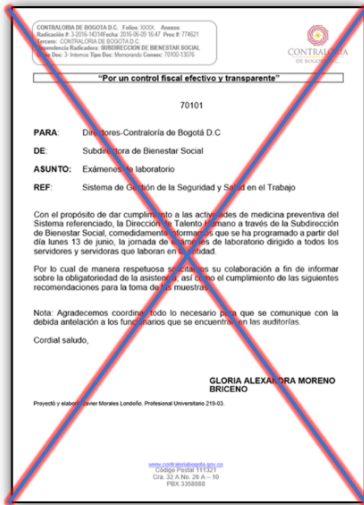 CONTRALORIA DE BOGOTA D.C. Folios: XXXX. Anexos
Radicación #: 3-2016-14314 Fecha: 2016-06-09 16:47 Proc #: 774621
Tercero: CONTRALORIA DE BOGOTA D.C.
Dependencia Radicadora: SUBDIRECCION DE BIENESTAR SOCIAL
Doc: 3- Interno Tipo Doc: Memorando Consec: 70100-13076
CONTRALORÍA
DE BOGOTÁ, D.C.
“Por un control fiscal efectivo y transparente”
70101
PARA: Directores-Contraloría de Bogotá D.C
DE: Subdirectora de Bienestar Social
ASUNTO: Exámenes de laboratorio
REF: Sistema de Gestión de la Seguridad y Salud en el Trabajo
Con el propósito de dar cumplimiento a las actividades de medicina preventiva del
Sistema referenciado, la Dirección de Talento Humano a través de la Subdirección
de Bienestar Social, comedidamente informamos que se ha programado a partir del
día lunes 13 de junio, la jornada de exámenes de laboratorio dirigido a todos los
servidores y servidoras que laboran en la entidad.
Por lo cual de manera respetuosa solicitamos su colaboración a fin de informar
sobre la obligatoriedad de la asistencia, así como el cumplimiento de las siguientes
recomendaciones para la toma de las muestras.
Nota: Agradecemos coordinar todo lo necesario para que se comunique con la
debida antelación a los funcionarios que se encuentran en las auditorías.
Cordial saludo,
GLORIA ALEXANDRA MORENO
BRICENO
Proyectó y elaboró: Javier Morales Londoño. Profesional Universitario 219-03.
www.contraloriabogota.gov.co
Código Postal 111321
Cra. 32 A No. 26 A – 10
PBX 3358888